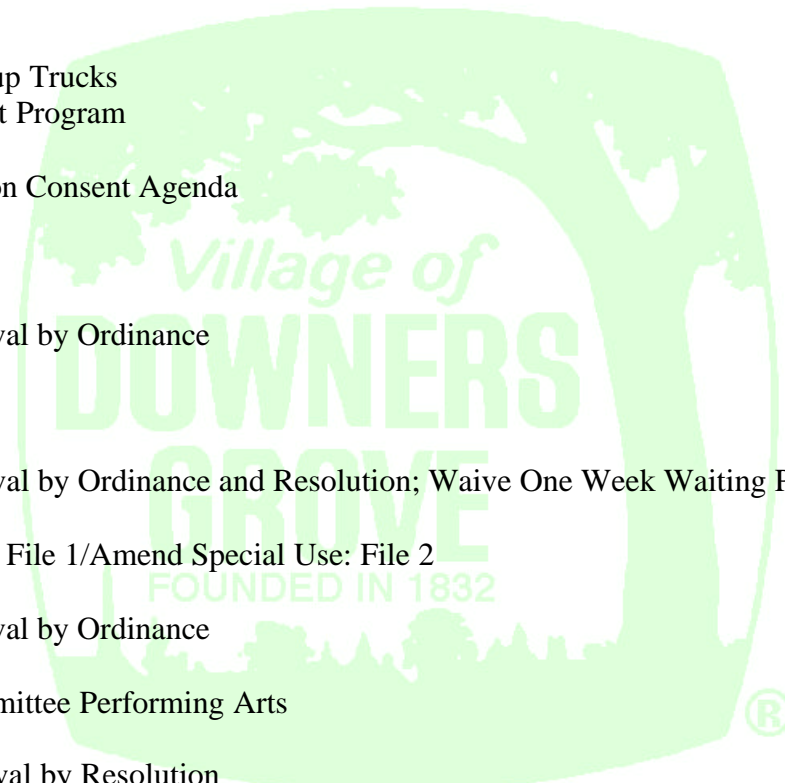 up Trucks
t Program
on Consent Agenda
Village of
val by Ordinance
DOWNERS
GROVE
val by Ordinance and Resolution; Waive One Week Waiting P
File 1/Amend Special Use: File 2
FOUNDED IN 1832
val by Ordinance
mittee Performing Arts
®
val by Resolution